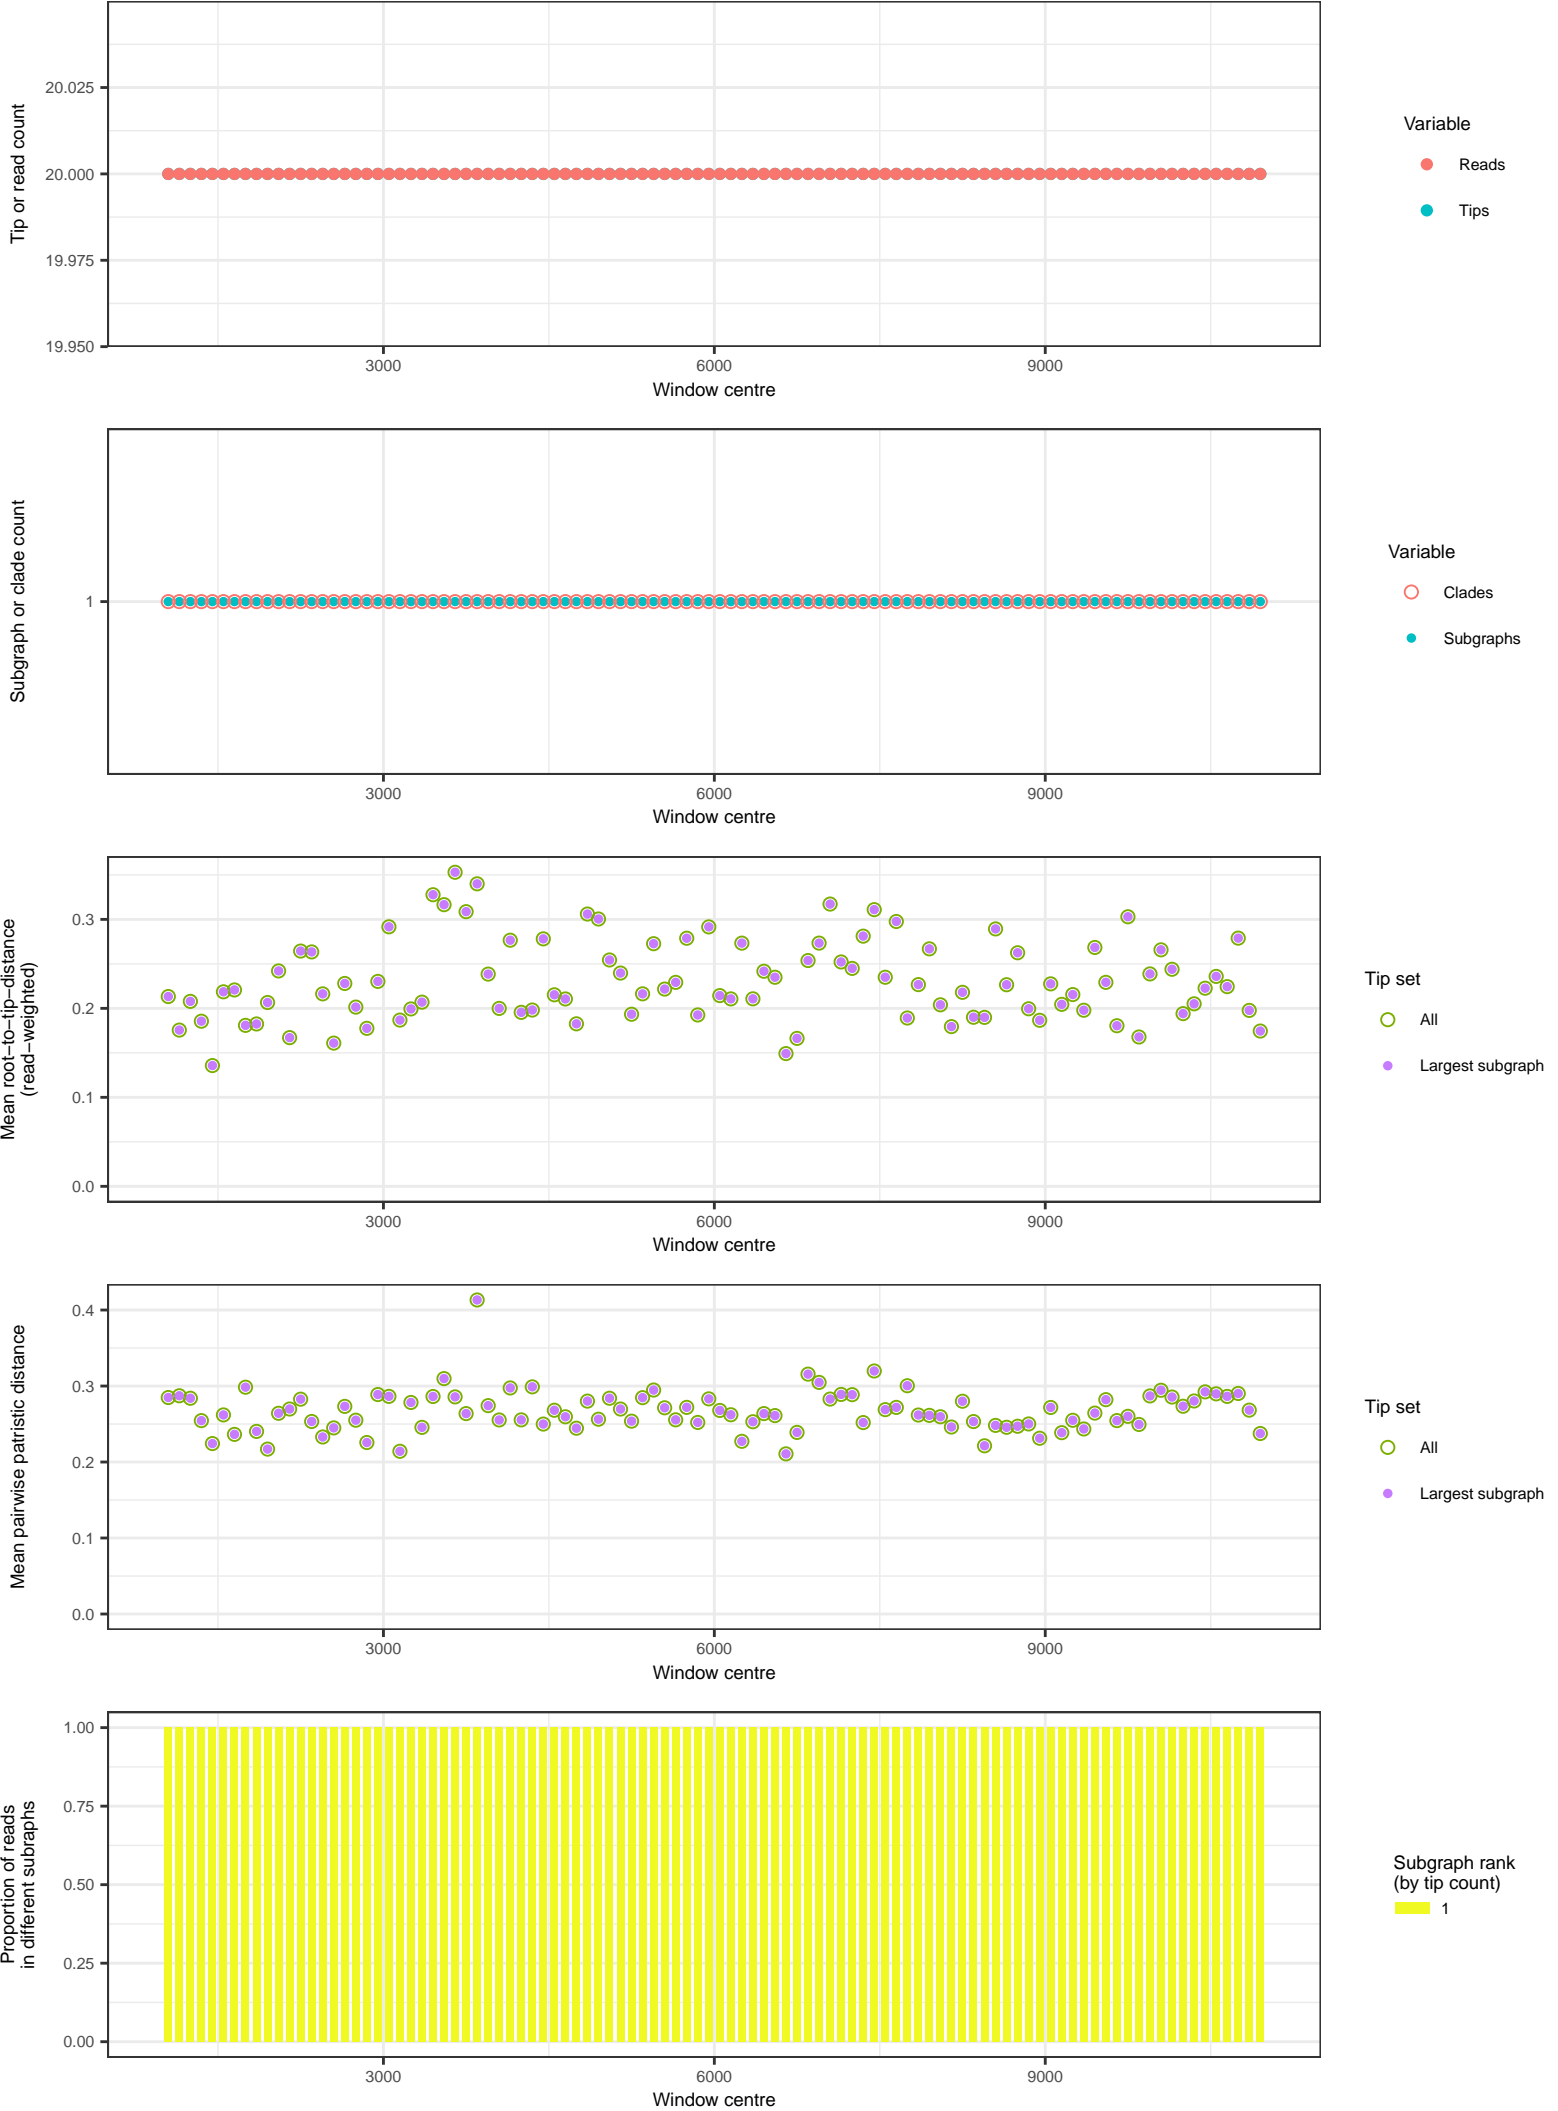 Tip or read count
20.025
20.000
19.975
19.950
3000
6000
9000
Window centre
Variable
Reads
Tips
Subgraph or clade count
1
3000
6000
9000
Window centre
Variable
Clades
Subgraphs
Mean root−to−tip−distance
(read−weighted)
0.3
0.2
0.1
0.0
3000
6000
9000
Window centre
Tip set
All
Largest subgraph
Mean pairwise patristic distance
0.4
0.3
0.2
0.1
0.0
3000
6000
9000
Window centre
Tip set
All
Largest subgraph
Proportion of reads
in different subraphs
1.00
0.75
0.50
0.25
0.00
3000
6000
9000
Window centre
Subgraph rank
(by tip count)
1